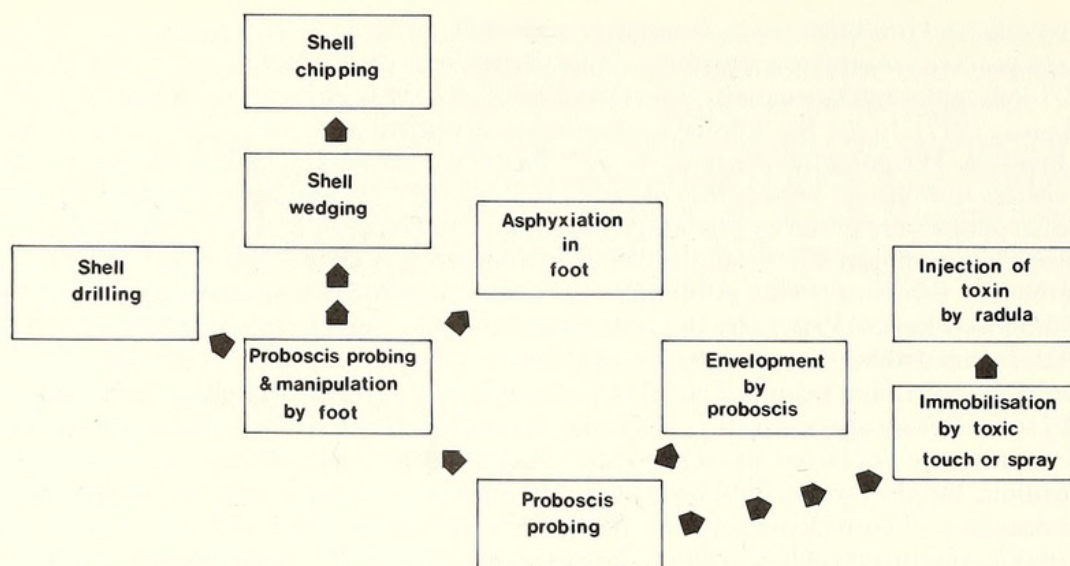 Shell
chipping
Shell
wedging
Asphyxiation
in
foot
Shell
drilling
Injection of
toxin
by radula
Proboscis probing
& manipulation
by foot
Envelopment
by
proboscis
Immobilisation
by toxic
touch or spray
Proboscis
probing